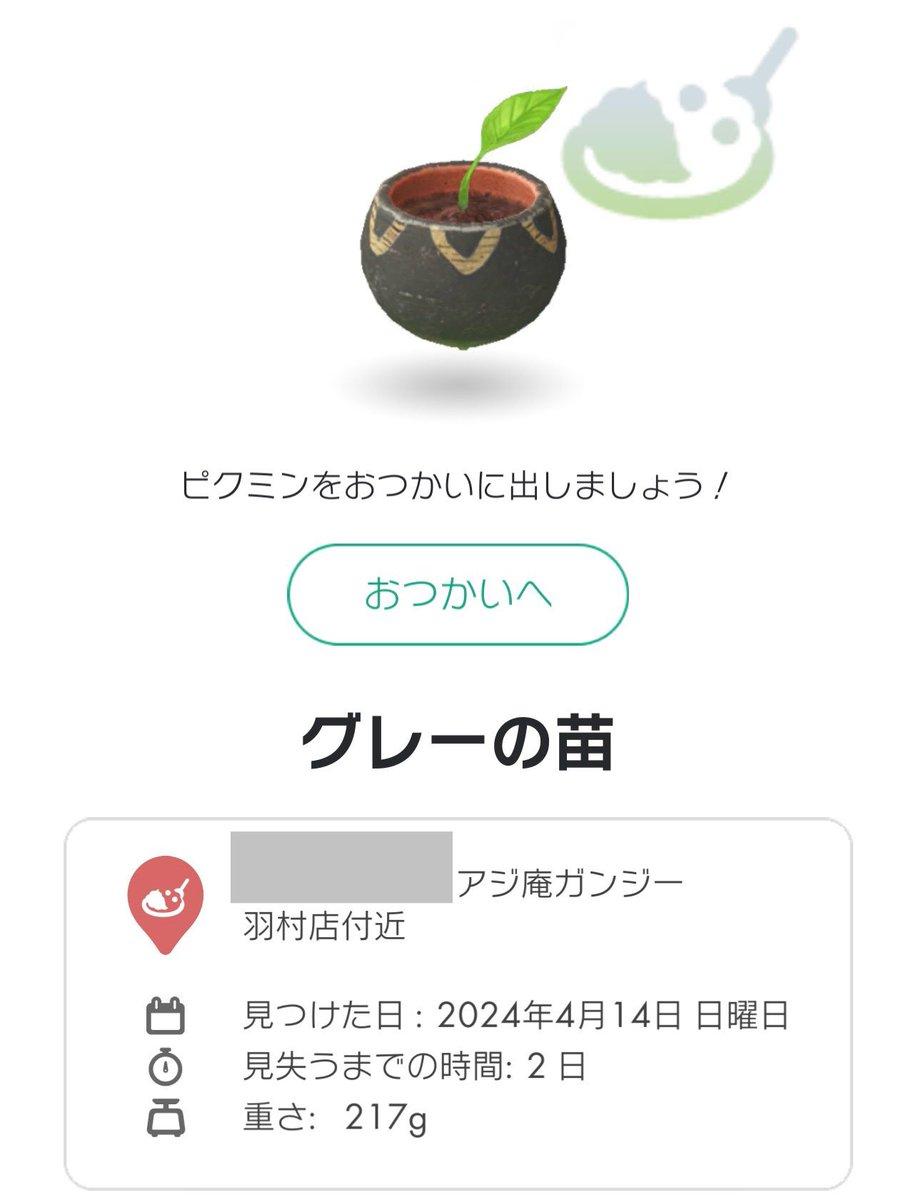 ピクミンをおつかいに出しましょう！
おつかいへ
グレーの苗
アジ庵ガンジー
羽村店付近
見つけた日: 2024年4月14日 日曜日
見失うまでの時間: 2 日
重さ: 217g